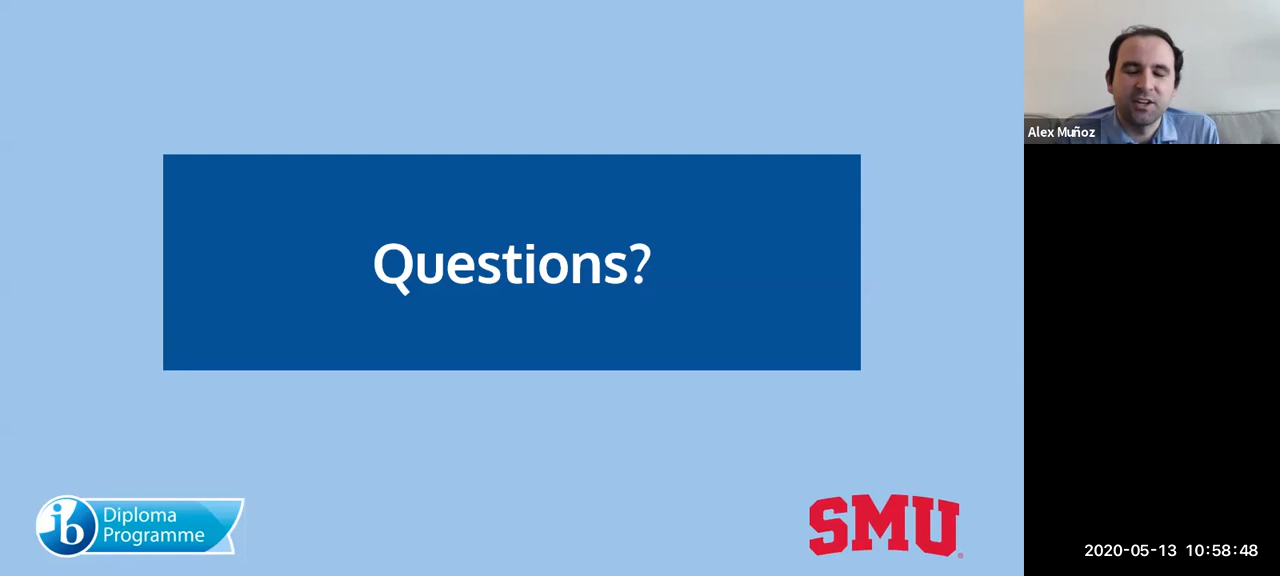 Alex Muñoz
Questions?
ib Diploma
Programme
SMU
2020-05-13 10:58:48